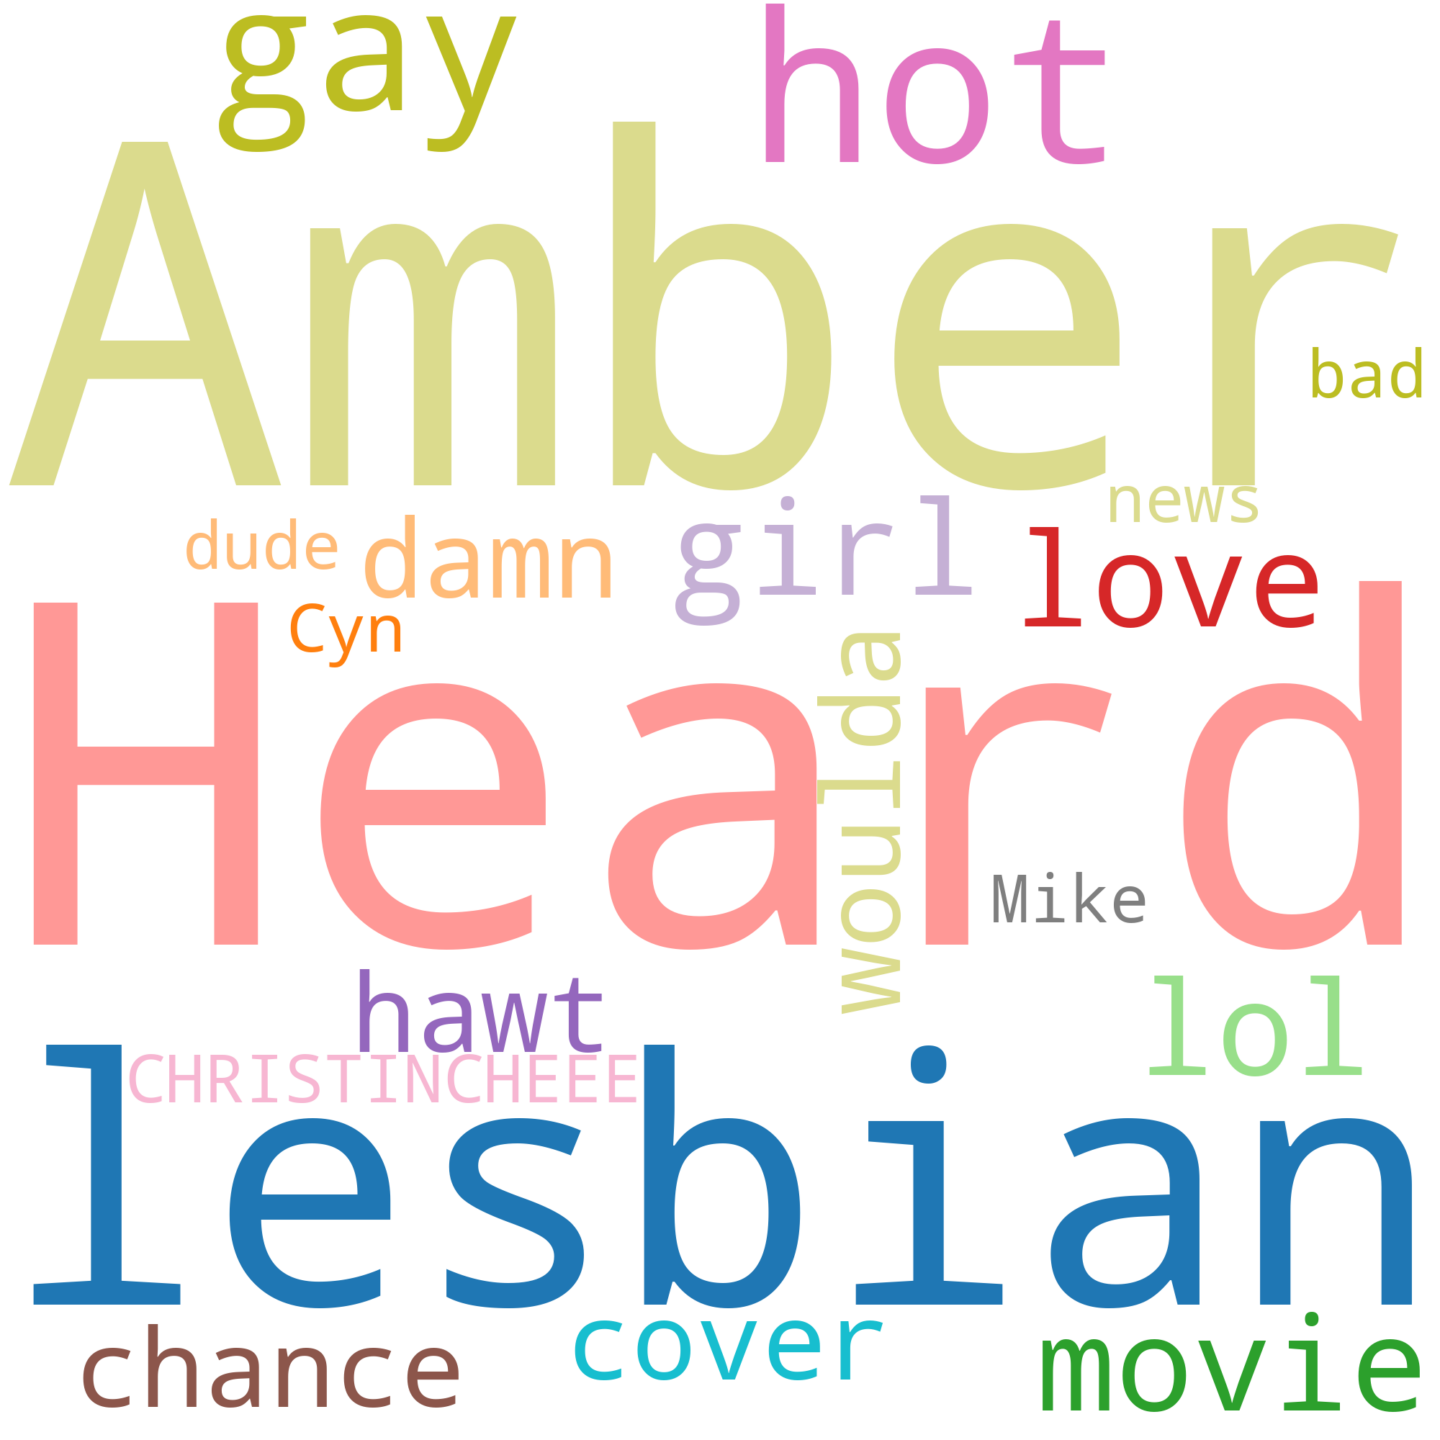 gay hot
Amber
bad
news
dude damn girl love
Cyn
Heard
woulda
Mike
hawt lol
CHRISTINCHEEE
lesbian
chance cover movie